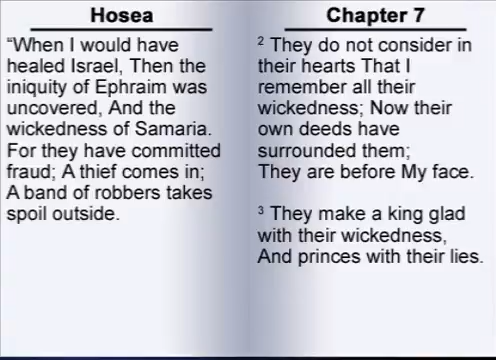 Hosea
"When I would have
healed Israel, Then the
iniquity of Ephraim was
uncovered, And the
wickedness of Samaria.
For they have committed
fraud; A thief comes in;
A band of robbers takes
spoil outside.
Chapter 7
2 They do not consider in
their hearts That I
remember all their
wickedness; Now their
own deeds have
surrounded them;
They are before My face.
3 They make a king glad
with their wickedness,
And princes with their lies.